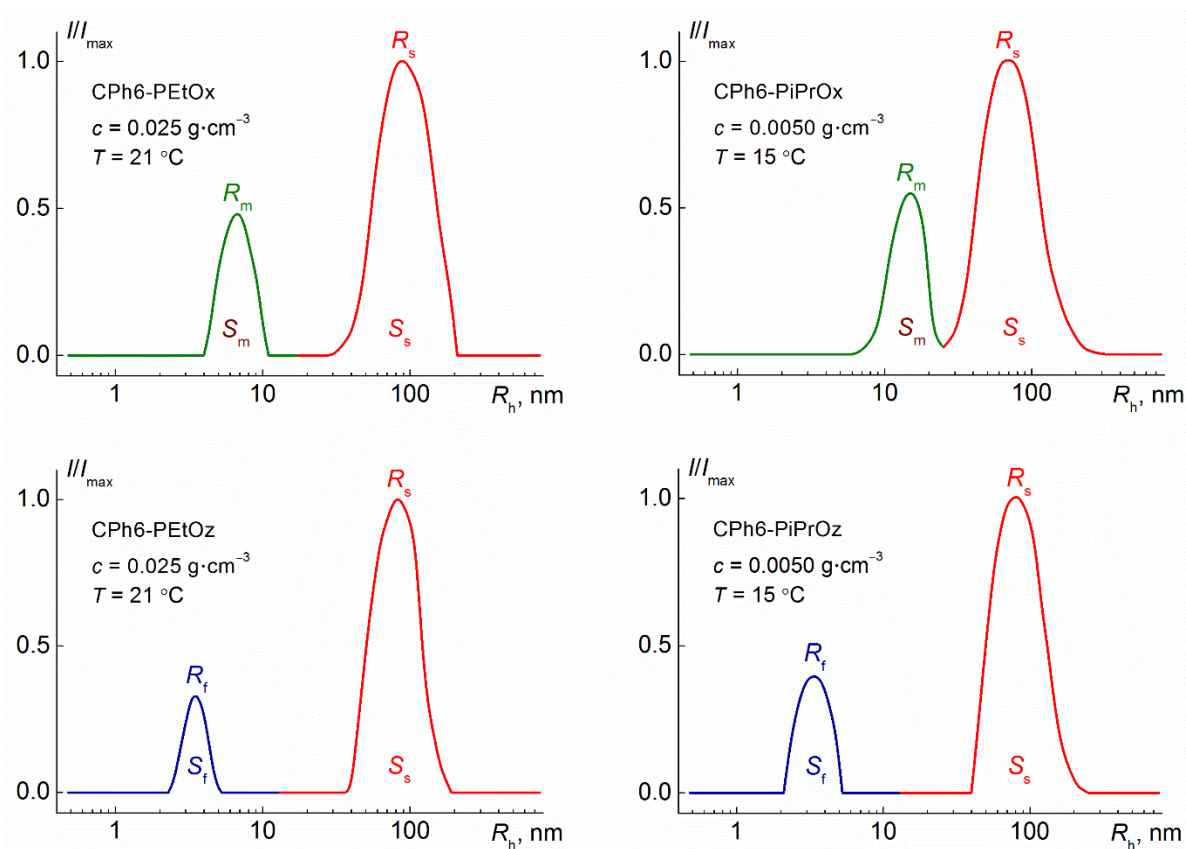 I/Imax
Rs
1.0
CPh6-PEtOx
c = 0.025 g·cm⁻³
T = 21 °C
Rm
0.5
Sm
Ss
0.0
1
10
100
Rh, nm
I/Imax
Rs
1.0
CPh6-PiPrOx
c = 0.0050 g·cm⁻³
T = 15 °C
Rm
0.5
Sm
Ss
0.0
1
10
100
Rh, nm
I/Imax
Rs
1.0
CPh6-PEtOz
c = 0.025 g·cm⁻³
T = 21 °C
0.5
Rf
Sf
Ss
0.0
1
10
100
Rh, nm
I/Imax
Rs
1.0
CPh6-PiPrOz
c = 0.0050 g·cm⁻³
T = 15 °C
0.5
Rf
Sf
Ss
0.0
1
10
100
Rh, nm